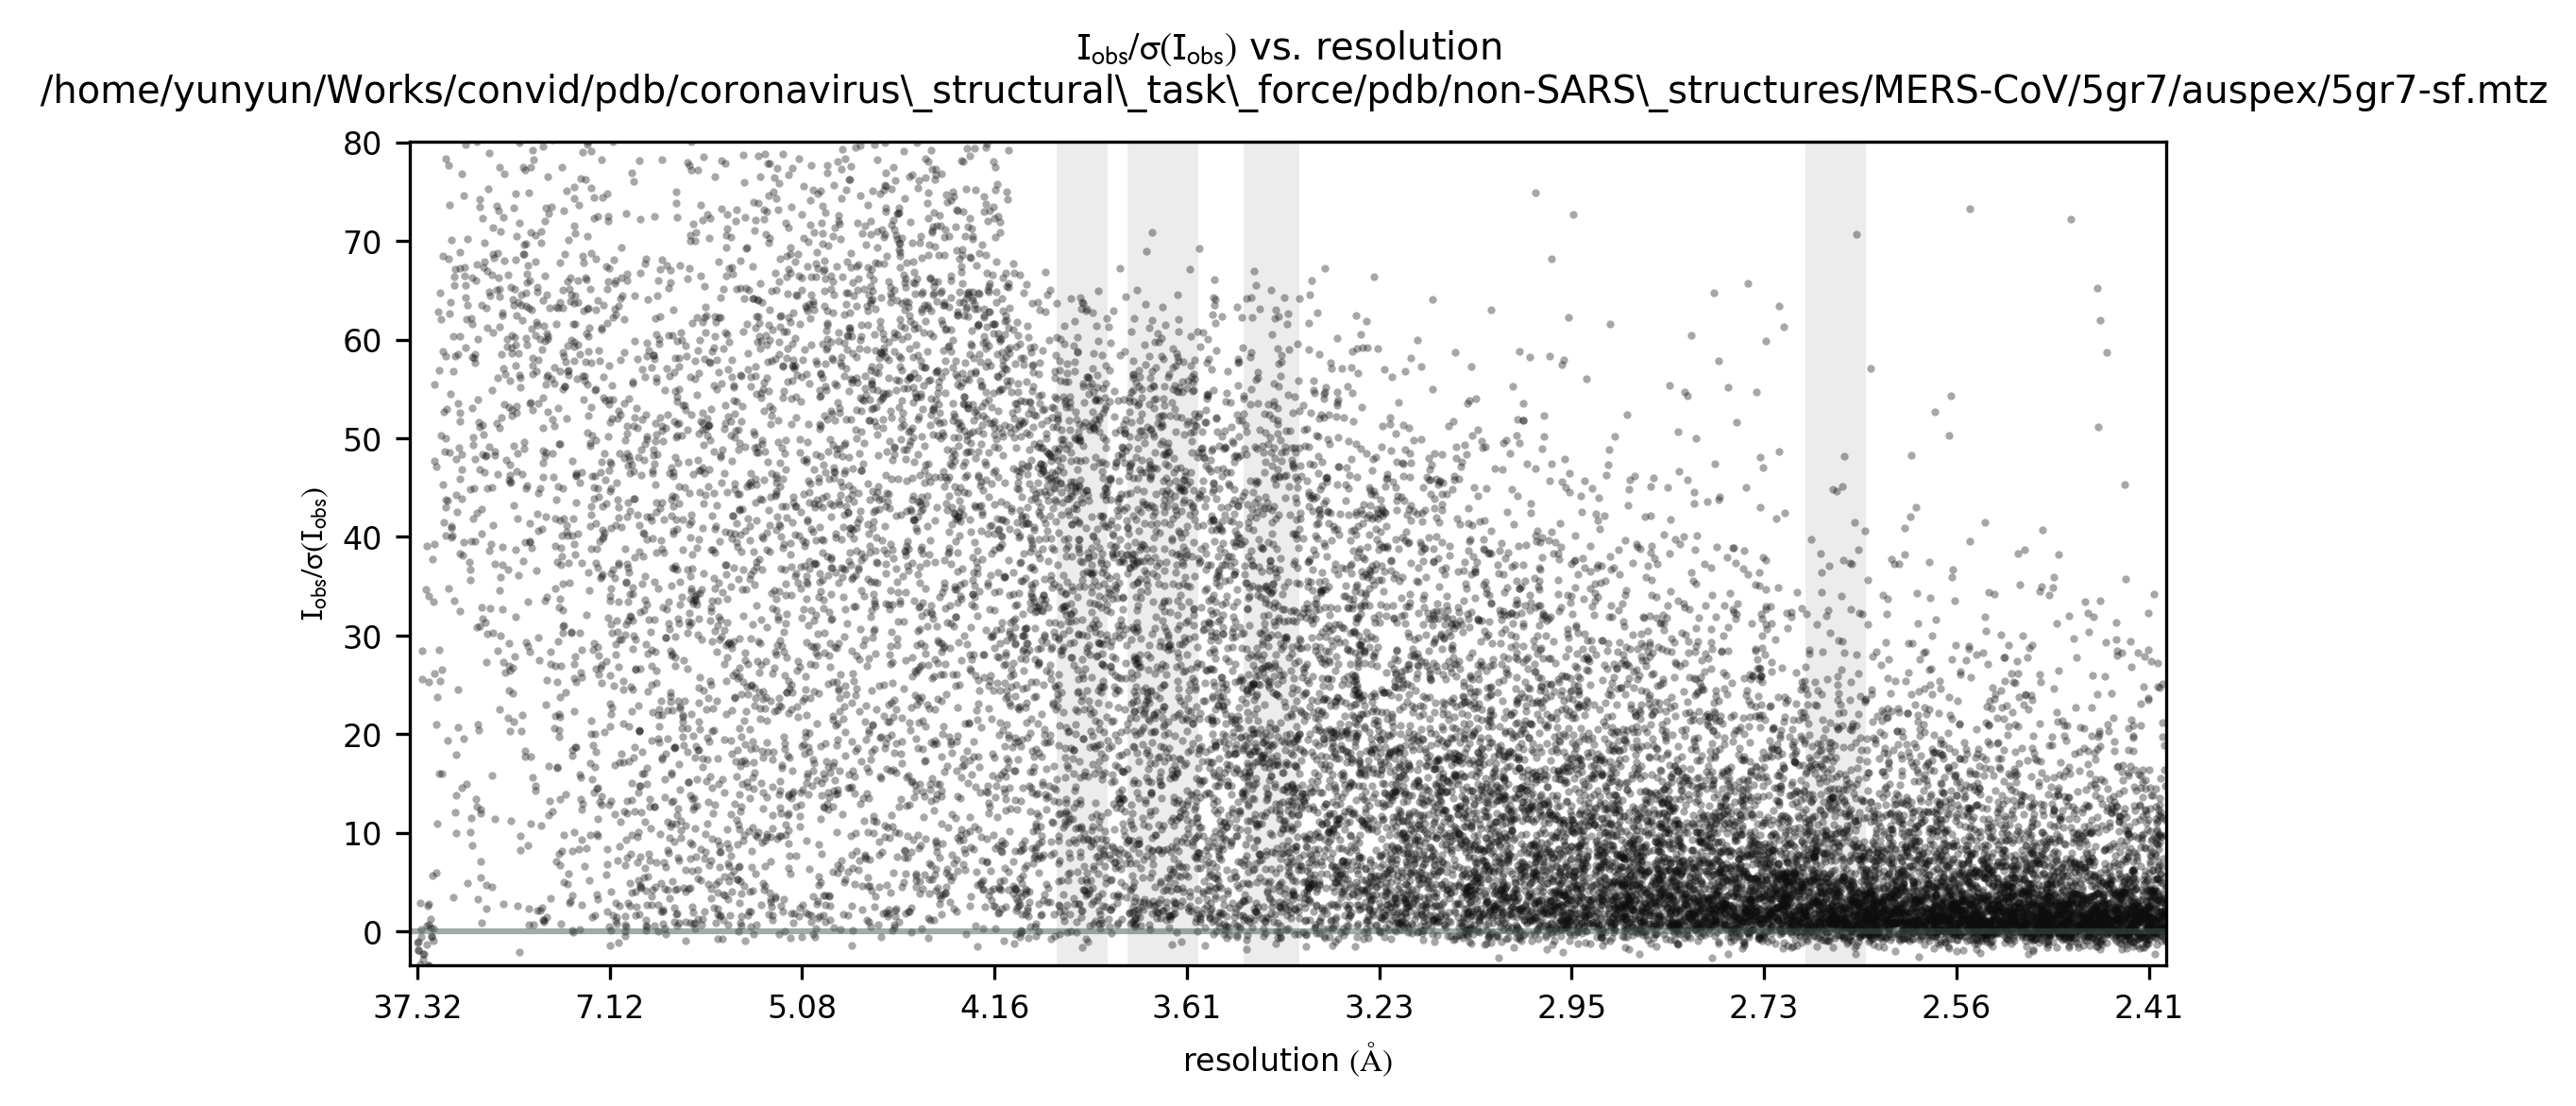 Iobs/σ(Iobs) vs. resolution
/home/yunyun/Works/convid/pdb/coronavirus\_structural\_task\_force/pdb/non-SARS\_structures/MERS-CoV/5gr7/auspex/5gr7-sf.mtz
80
70
60
50
40
30
20
10
0
Iobs/σ(Iobs)
37.32 7.12 5.08 4.16 3.61 3.23 2.95 2.73 2.56 2.41
resolution (Å)